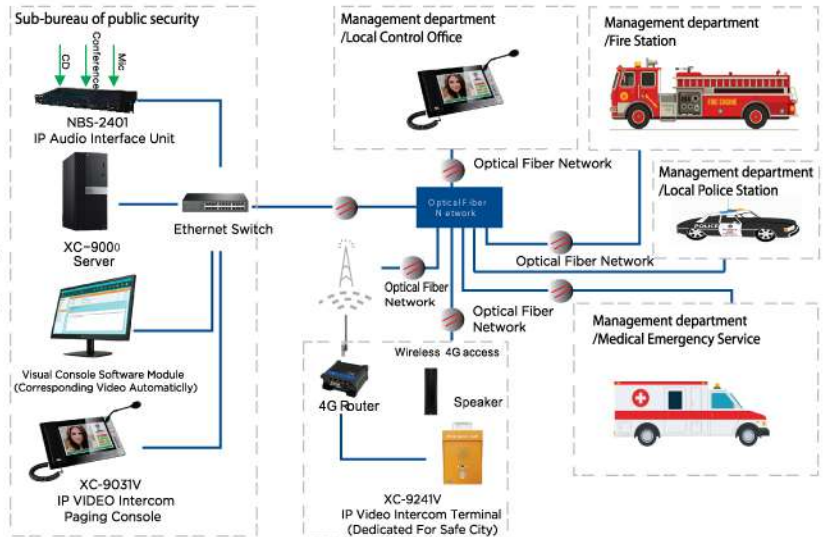 Sub-bureau of public security
CD
Conference
Mic
NBS-2401
IP Audio Interface Unit
XC-9000
Server
Ethernet Switch
Visual Console Software Module
(Corresponding Video Automaticlly)
XC-9031V
IP VIDEO Intercom
Paging Console
Management department
/Local Control Office
Optical Fiber Network
Optical Fiber
Network
Optical Fiber
Network
Optical Fiber
Network
Optical Fiber Network
Wireless 4G access
4G Router
Speaker
XC-9241V
IP Video Intercom Terminal
(Dedicated For Safe City)
Management department
/Fire Station
FIRE ENGINE
Management department
/Local Police Station
POLICE
Management department
/Medical Emergency Service